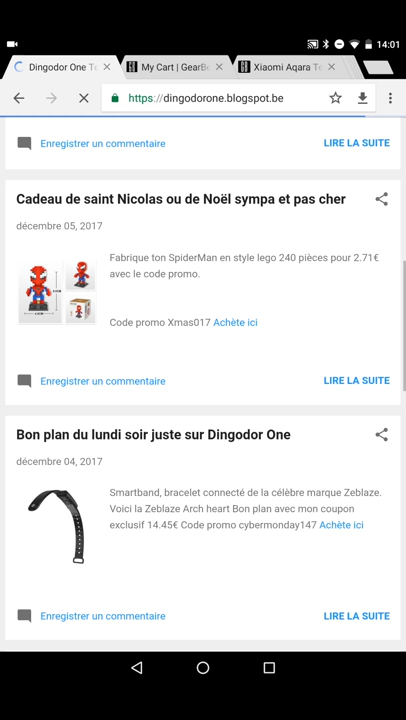 14:01
Dingodor One Te
My Cart | GearBe
Xiaomi Aqara Te
https://dingodorone.blogspot.be
Enregistrer un commentaire
LIRE LA SUITE
Cadeau de saint Nicolas ou de Noël sympa et pas cher
décembre 05, 2017
Fabrique ton SpiderMan en style lego 240 pièces pour 2.71€
avec le code promo.
Code promo Xmas017 Achète ici
Enregistrer un commentaire
LIRE LA SUITE
Bon plan du lundi soir juste sur Dingodor One
décembre 04, 2017
Smartband, bracelet connecté de la célèbre marque Zeblaze.
Voici la Zeblaze Arch heart Bon plan avec mon coupon
exclusif 14.45€ Code promo cybermonday147 Achète ici
Enregistrer un commentaire
LIRE LA SUITE